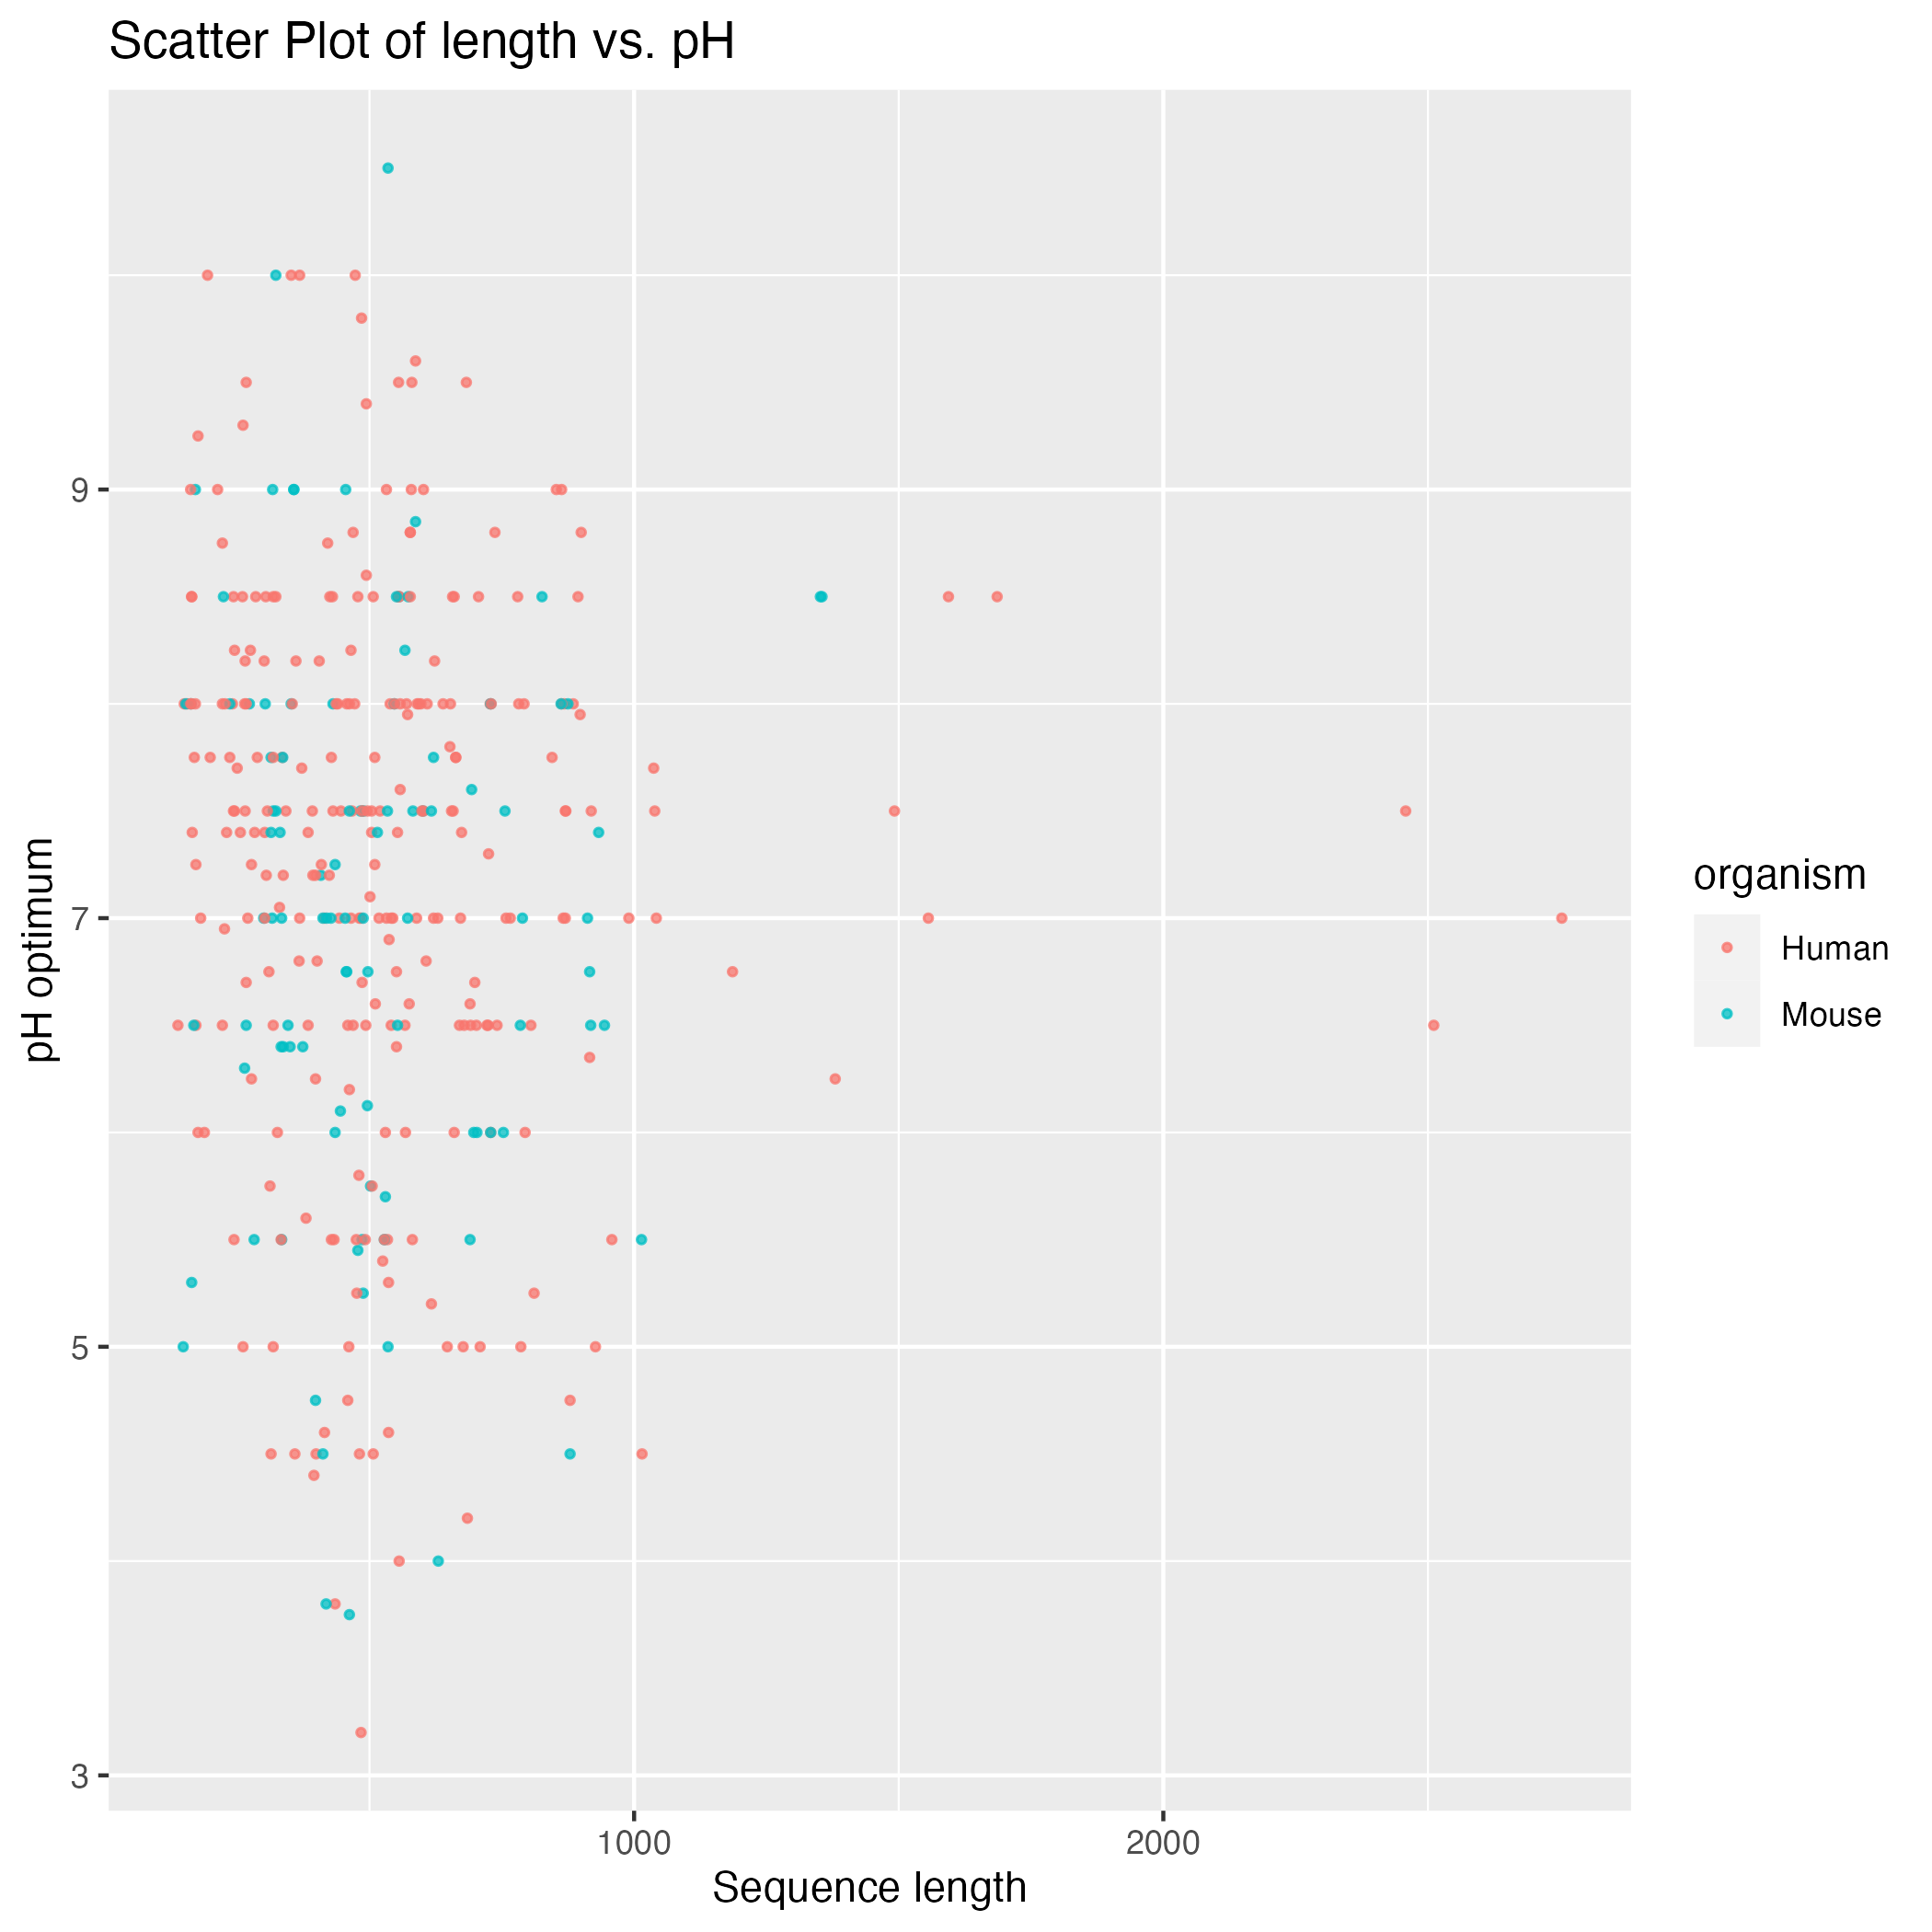 Scatter Plot of length vs. pH
9
7
5
3
pH optimum
1000
2000
Sequence length
organism
Human
Mouse